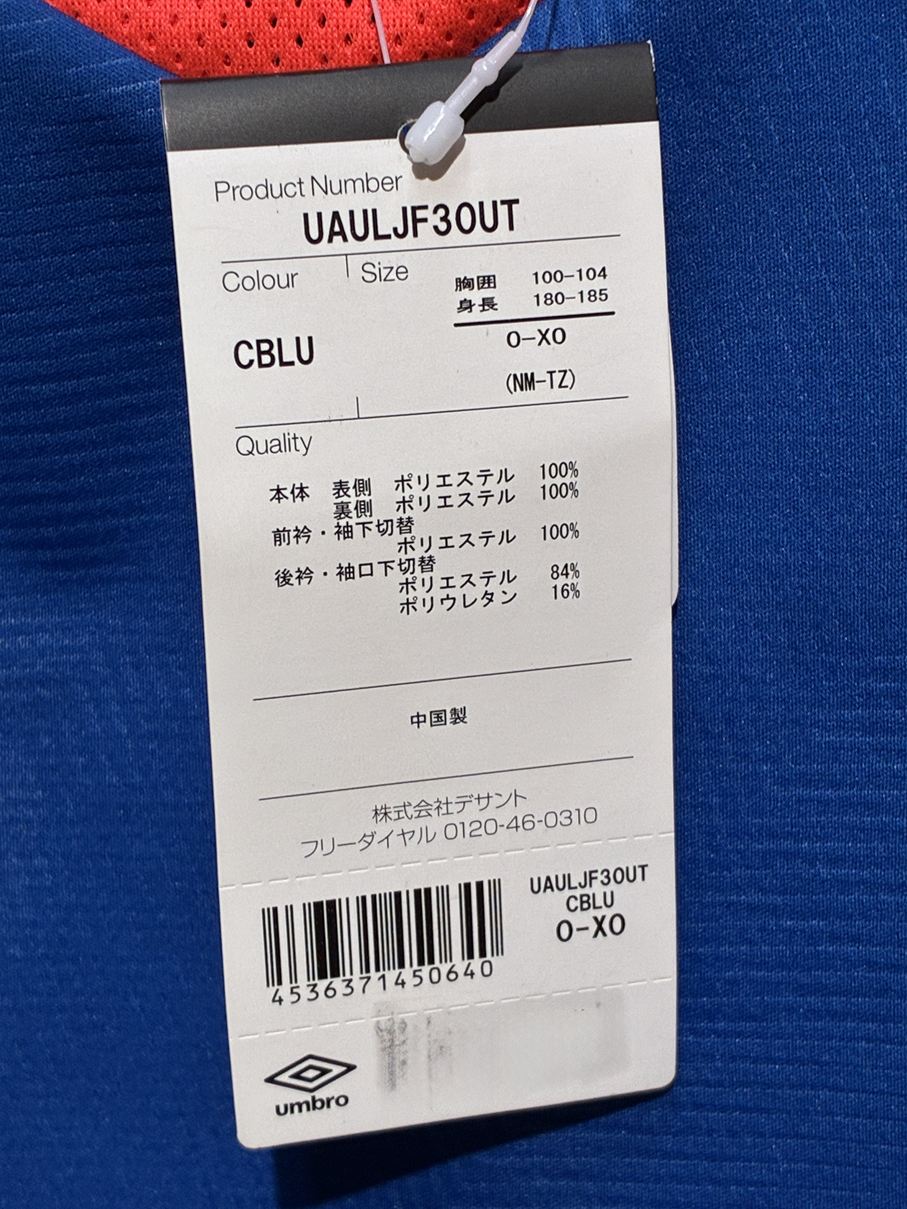 Product Number
UAULJF30UT
Colour
Size
胸囲 100-104
身長 180-185
CBLU
O-XO
(NM-TZ)
Quality
本体 表側 ポリエステル 100%
裏側 ポリエステル 100%
前衿・袖下切替
ポリエステル 100%
後衿・袖口下切替
ポリエステル 84%
ポリウレタン 16%
中国製
株式会社デサント
フリーダイヤル 0120-46-0310
UAULJF30UT
CBLU
O-XO
4536371450640
umbro